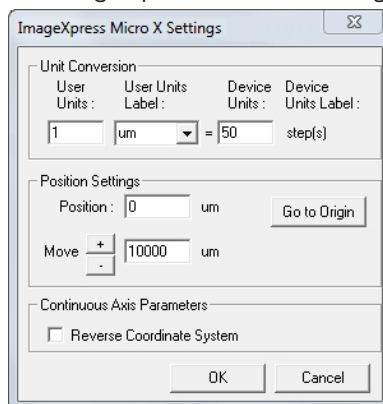 ImageXpress Micro X Settings
Unit Conversion
User Units : User Units Label : Device Units : Device Units Label :
1 um = 50 step(s)
Position Settings
Position : 0 um Go to Origin
Move + - 10000 um
Continuous Axis Parameters
Reverse Coordinate System
OK Cancel